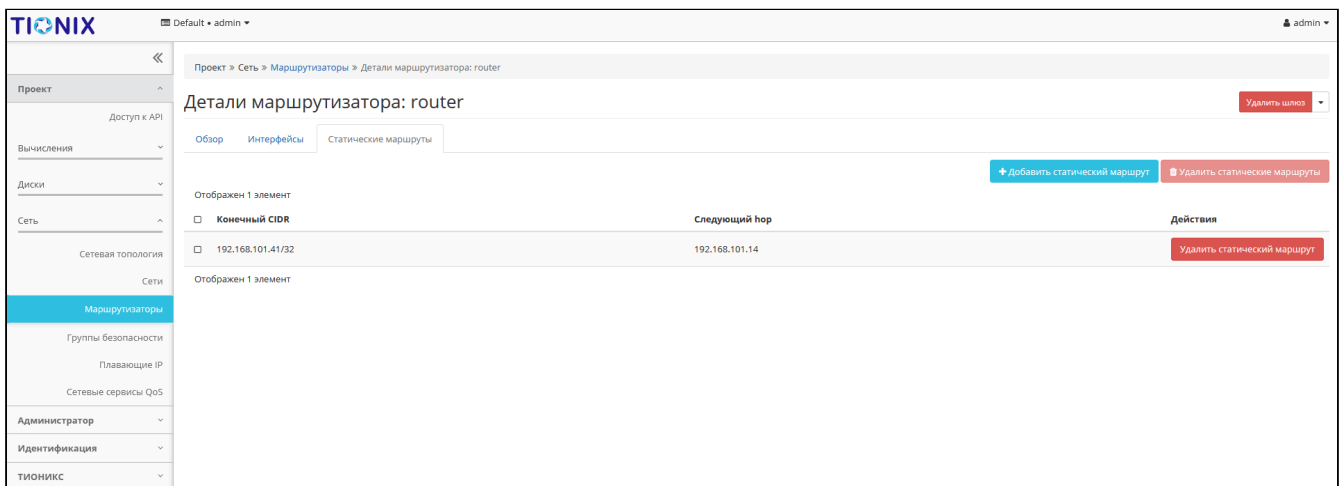 TIONIX
Default • admin
admin
Проект » Сеть » Маршрутизаторы » Детали маршрутизатора: router
Проект
Доступ к API
Вычисления
Диски
Сеть
Сетевая топология
Сети
Маршрутизаторы
Группы безопасности
Плавающие IP
Сетевые сервисы QoS
Администратор
Идентификация
ТИОНИКС
Детали маршрутизатора: router
Удалить шлюз
Обзор Интерфейсы Статические маршруты
+ Добавить статический маршрут Удалить статические маршруты
Отображен 1 элемент
Конечный CIDR Следующий hop Действия
192.168.101.41/32 192.168.101.14 Удалить статический маршрут
Отображен 1 элемент